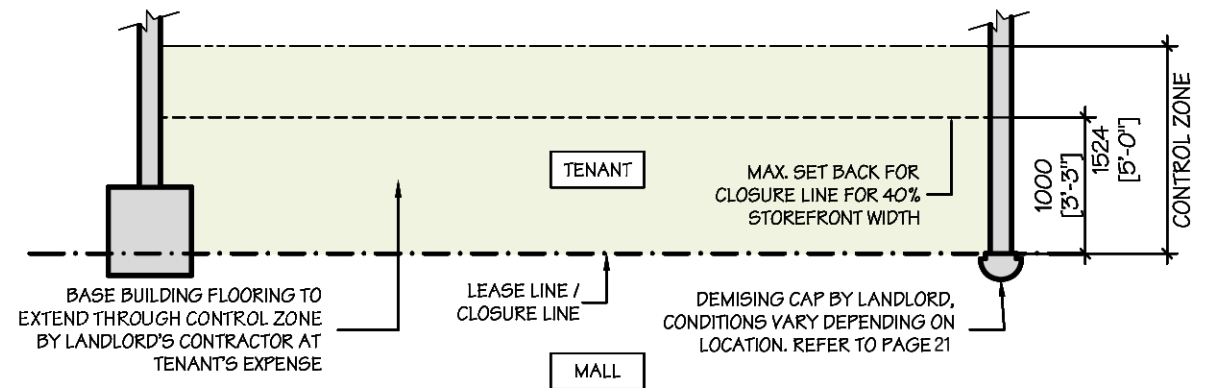 TENANT
MAX. SET BACK FOR
CLOSURE LINE FOR 40%
STOREFRONT WIDTH
1000
[3'-3"]
1524
[5'-0"]
CONTROL ZONE
BASE BUILDING FLOORING TO
EXTEND THROUGH CONTROL ZONE
BY LANDLORD'S CONTRACTOR AT
TENANT'S EXPENSE
LEASE LINE /
CLOSURE LINE
DEMISING CAP BY LANDLORD,
CONDITIONS VARY DEPENDING ON
LOCATION. REFER TO PAGE 21
MALL